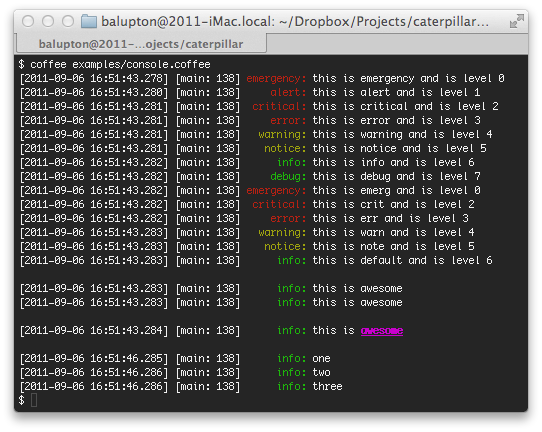 balupton@2011-iMac.local: ~/Dropbox/Projects/caterpillar...
balupton@2011-...ojects/caterpillar
$ coffee examples/console.coffee
[2011-09-06 16:51:43.278] [main: 138] emergency: this is emergency and is level 0
[2011-09-06 16:51:43.280] [main: 138] alert: this is alert and is level 1
[2011-09-06 16:51:43.281] [main: 138] critical: this is critical and is level 2
[2011-09-06 16:51:43.281] [main: 138] error: this is error and is level 3
[2011-09-06 16:51:43.281] [main: 138] warning: this is warning and is level 4
[2011-09-06 16:51:43.281] [main: 138] notice: this is notice and is level 5
[2011-09-06 16:51:43.282] [main: 138] info: this is info and is level 6
[2011-09-06 16:51:43.282] [main: 138] debug: this is debug and is level 7
[2011-09-06 16:51:43.282] [main: 138] emergency: this is emerg and is level 0
[2011-09-06 16:51:43.282] [main: 138] critical: this is crit and is level 2
[2011-09-06 16:51:43.282] [main: 138] error: this is err and is level 3
[2011-09-06 16:51:43.283] [main: 138] warning: this is warn and is level 4
[2011-09-06 16:51:43.283] [main: 138] notice: this is note and is level 5
[2011-09-06 16:51:43.283] [main: 138] info: this is default and is level 6
[2011-09-06 16:51:43.283] [main: 138] info: this is awesome
[2011-09-06 16:51:43.283] [main: 138] info: this is awesome
[2011-09-06 16:51:43.284] [main: 138] info: this is awesome
[2011-09-06 16:51:46.285] [main: 138] info: one
[2011-09-06 16:51:46.286] [main: 138] info: two
[2011-09-06 16:51:46.286] [main: 138] info: three
$